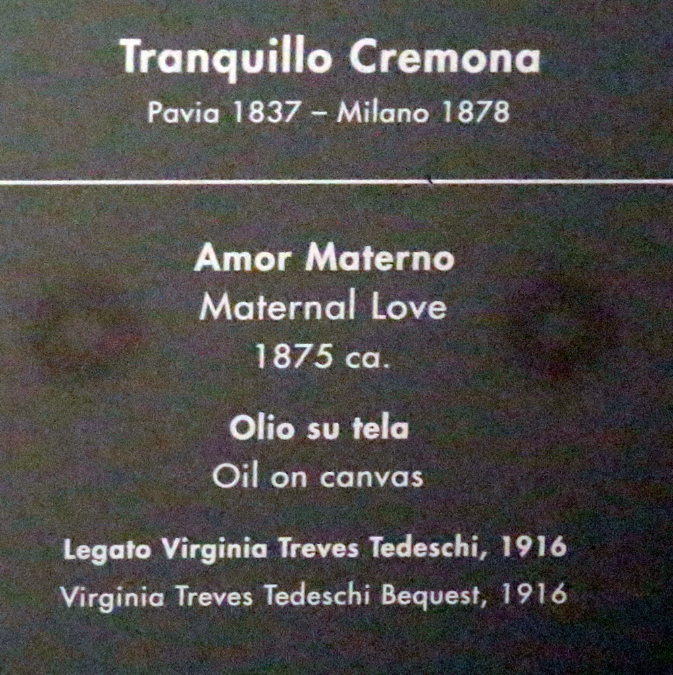 Tranquillo Cremona
Pavia 1837 – Milano 1878
Amor Materno
Maternal Love
1875 ca.
Olio su tela
Oil on canvas
Legato Virginia Treves Tedeschi, 1916
Virginia Treves Tedeschi Bequest, 1916